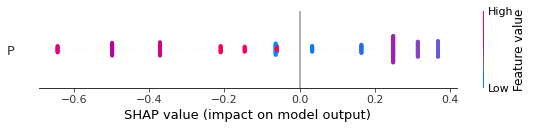 High
P
Feature value
Low
−0.6 −0.4 −0.2 0.0 0.2 0.4
SHAP value (impact on model output)